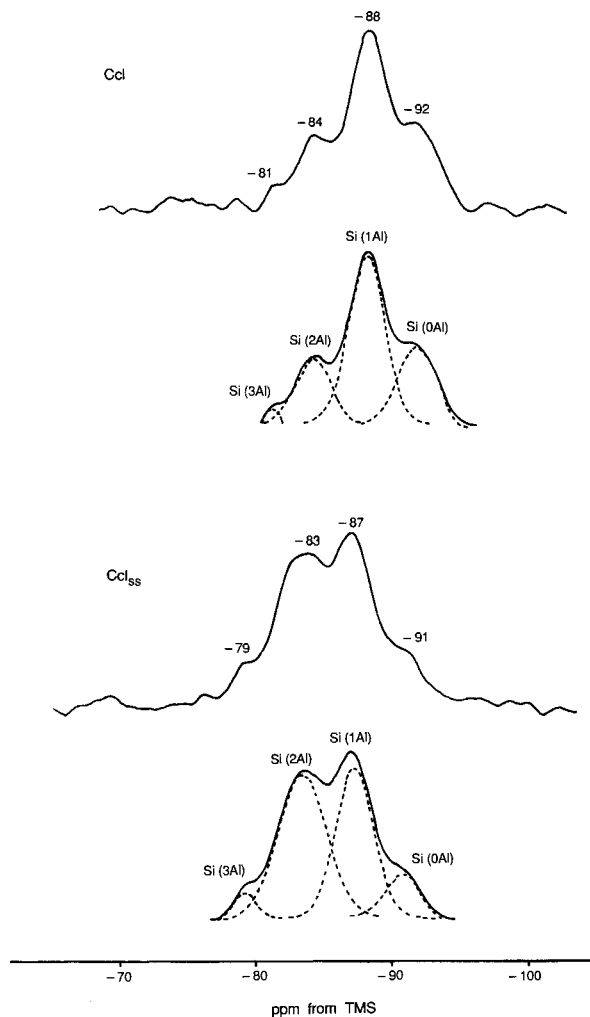 -88
Ccl
-84
-92
-81
Si (1Al)
Si (2Al)
Si (0Al)
Si (3Al)
-87
-83
Cclss
-79
-91
Si (1Al)
Si (2Al)
Si (0Al)
Si (3Al)
-70 -80 -90 -100
ppm from TMS